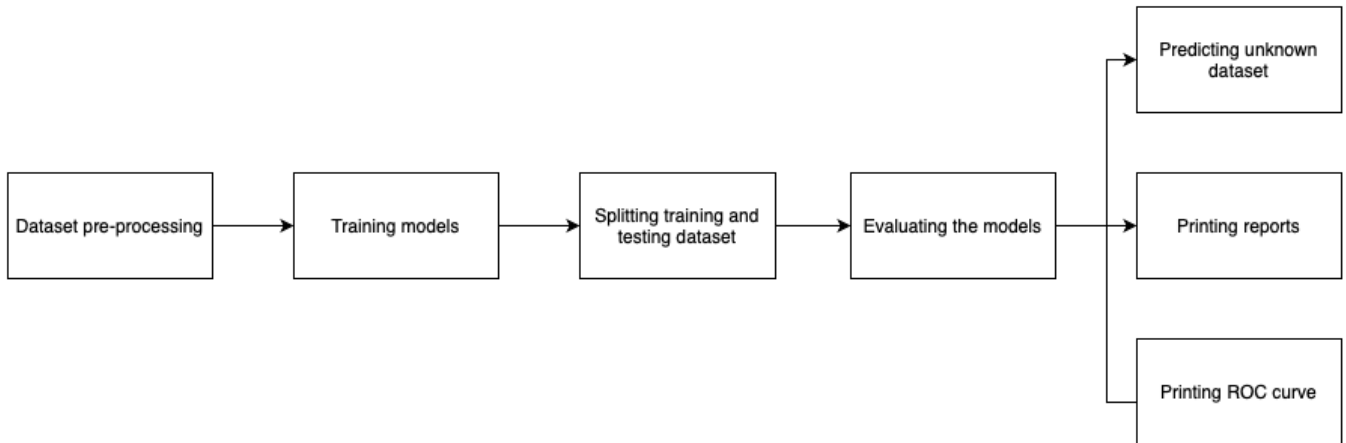 Predicting unknown
dataset
Dataset pre-processing
Training models
Splitting training and
testing dataset
Evaluating the models
Printing reports
Printing ROC curve